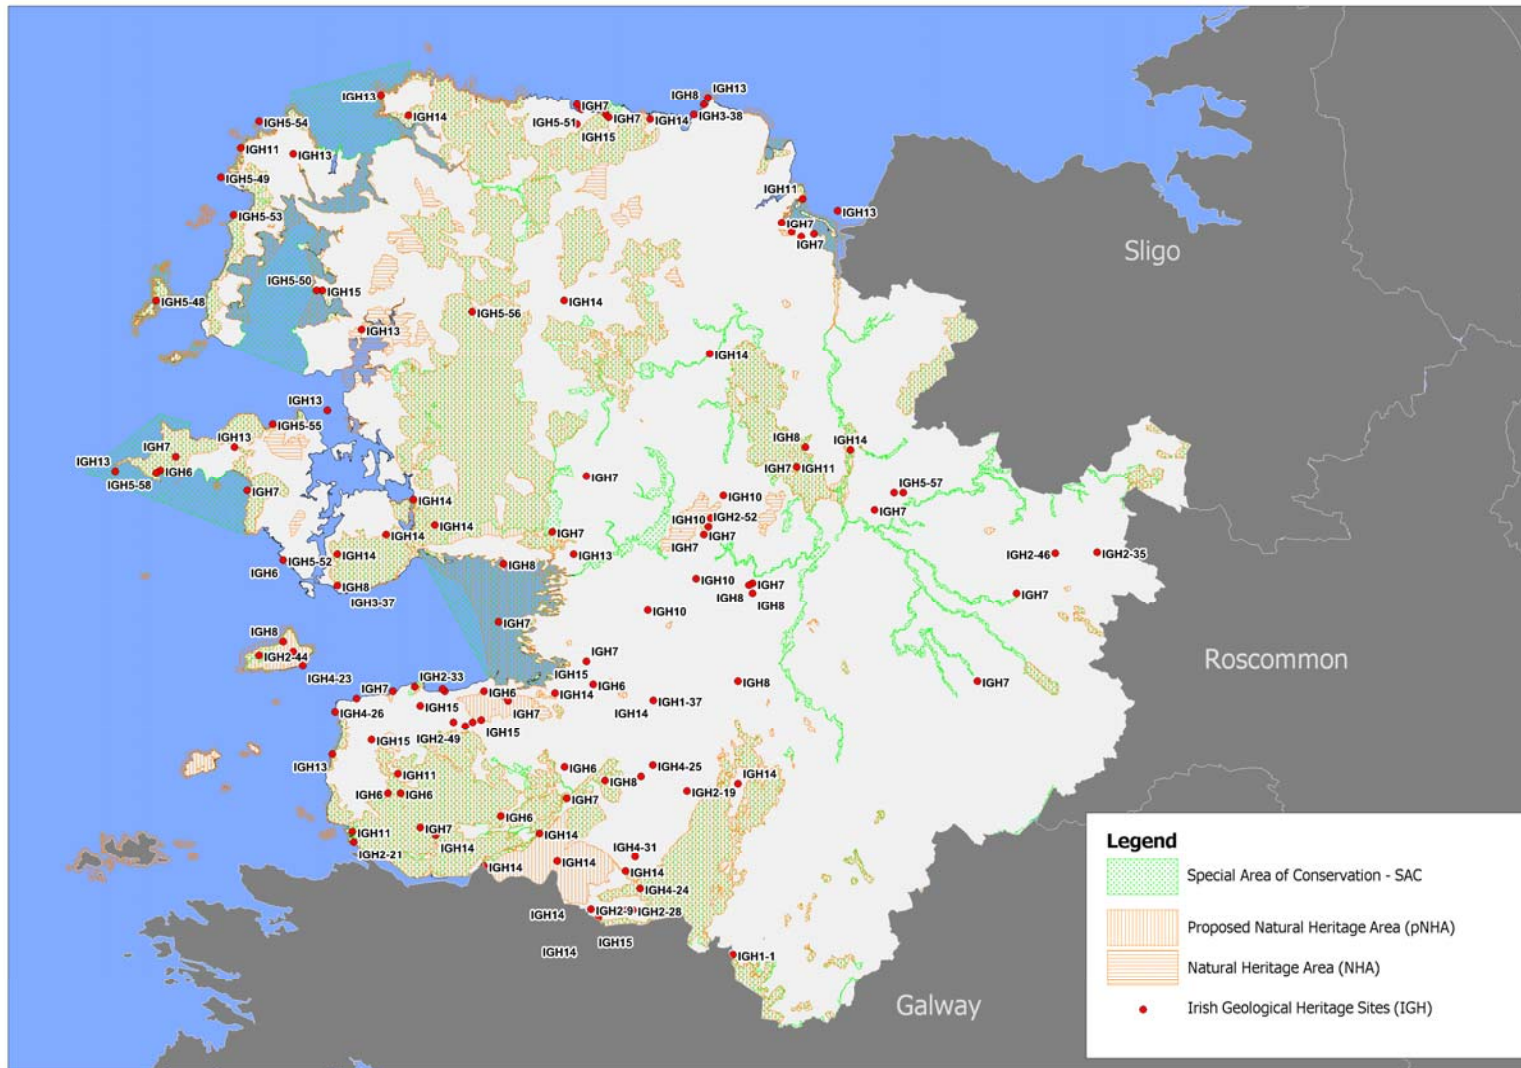 IGH13
IGH13
IGH8
IGH7
IGH14
IGH3-38
IGH7
IGH14
IGH5-51
IGH5-54
IGH15
IGH11
IGH13
IGH5-49
IGH11
IGH13
IGH5-53
IGH7
IGH7
Sligo
IGH5-50
IGH15
IGH5-48
IGH14
IGH5-56
IGH13
IGH14
IGH13
IGH5-55
IGH13
IGH8
IGH14
IGH7
IGH13
IGH6
IGH5-58
IGH7
IGH11
IGH7
IGH7
IGH5-57
IGH10
IGH14
IGH7
IGH10
IGH2-52
IGH14
IGH7
IGH14
IGH7
IGH14
IGH13
IGH7
IGH2-46
IGH2-35
IGH5-52
IGH6
IGH8
IGH8
IGH3-37
IGH10
IGH7
IGH8
IGH8
IGH7
IGH10
IGH7
IGH8
IGH2-44
Roscommon
IGH7
IGH4-23
IGH2-33
IGH15
IGH7
IGH6
IGH6
IGH14
IGH8
IGH7
IGH1-37
IGH4-26
IGH15
IGH7
IGH14
IGH15
IGH2-49
IGH15
IGH13
IGH11
IGH6
IGH4-25
IGH8
IGH14
IGH6
IGH6
IGH7
IGH2-19
IGH6
IGH11
IGH7
IGH14
IGH2-21
IGH14
IGH4-31
IGH14
IGH14
IGH14
IGH4-24
IGH14
IGH2-9
IGH2-28
IGH14
IGH15
IGH1-1
Galway
Legend
Special Area of Conservation - SAC
Proposed Natural Heritage Area (pNHA)
Natural Heritage Area (NHA)
Irish Geological Heritage Sites (IGH)